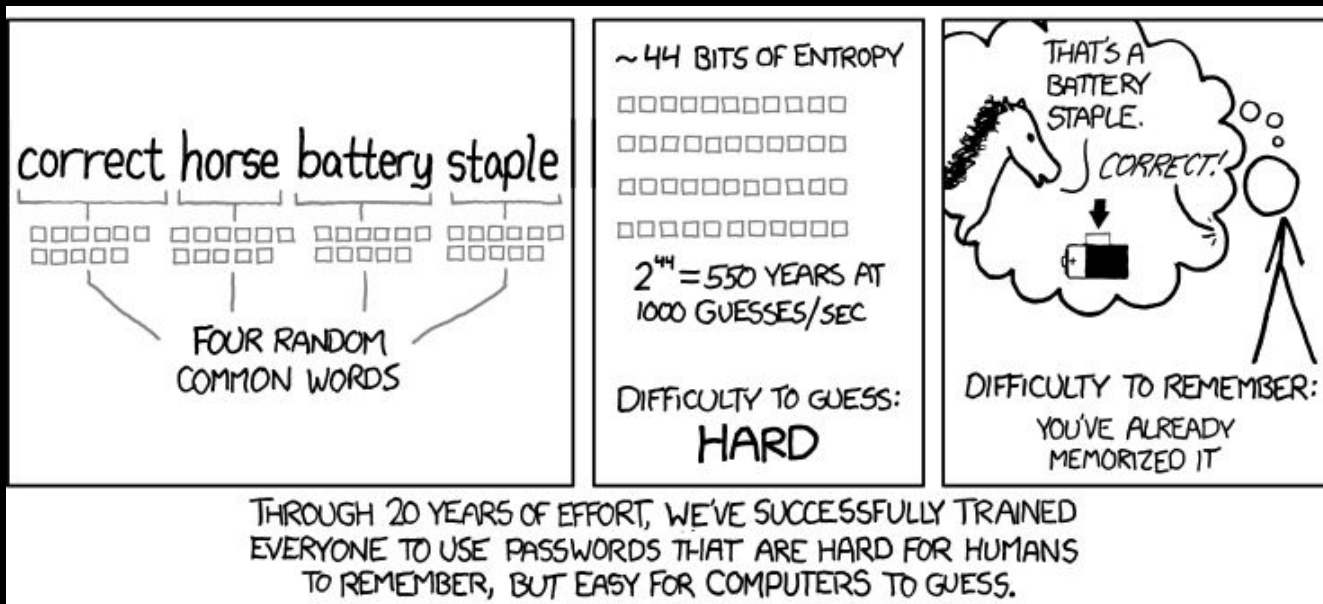 correct horse battery staple
FOUR RANDOM
COMMON WORDS
~44 BITS OF ENTROPY
2⁴⁴ = 550 YEARS AT
1000 GUESSES/SEC
DIFFICULTY TO GUESS:
HARD
THAT'S A
BATTERY
STAPLE.
CORRECT!
+
DIFFICULTY TO REMEMBER:
YOU'VE ALREADY
MEMORIZED IT
THROUGH 20 YEARS OF EFFORT, WE'VE SUCCESSFULLY TRAINED
EVERYONE TO USE PASSWORDS THAT ARE HARD FOR HUMANS
TO REMEMBER, BUT EASY FOR COMPUTERS TO GUESS.